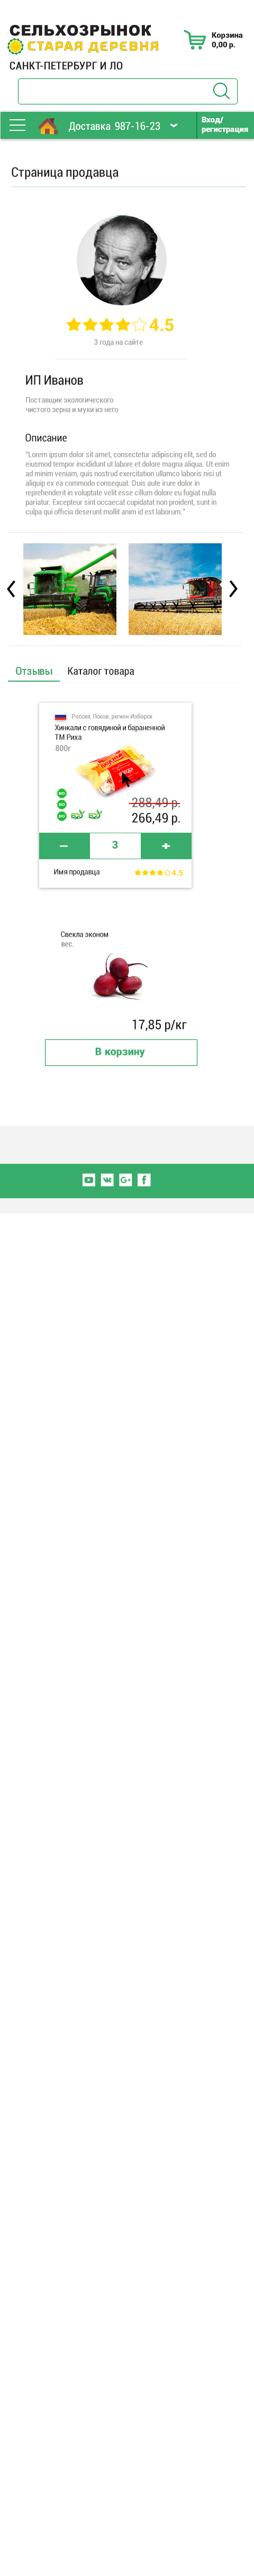 СЕЛЬХОЗРЫНОК
СТАРАЯ ДЕРЕВНЯ
САНКТ-ПЕТЕРБУРГ И ЛО
Корзина
0,00 р.
Доставка 987-16-23
Вход/
регистрация
Страница продавца
4.5
3 года на сайте
ИП Иванов
Поставщик экологического
чистого зерна и муки из него
Описание
"Lorem ipsum dolor sit amet, consectetur adipiscing elit, sed do
eiusmod tempor incididunt ut labore et dolore magna aliqua. Ut enim
ad minim veniam, quis nostrud exercitation ullamco laboris nisi ut
aliquip ex ea commodo consequat. Duis aute irure dolor in
reprehenderit in voluptate velit esse cillum dolore eu fugiat nulla
pariatur. Excepteur sint occaecat cupidatat non proident, sunt in
culpa qui officia deserunt mollit anim id est laborum."
Отзывы
Каталог товара
Россия, Псков, регион Изборск
Хинкали с говядиной и бараненной
ТМ Риха
800г
288,49 р.
266,49 р.
– 3 +
Имя продавца
4.5
Свекла эконом
вес.
17,85 р/кг
В корзину